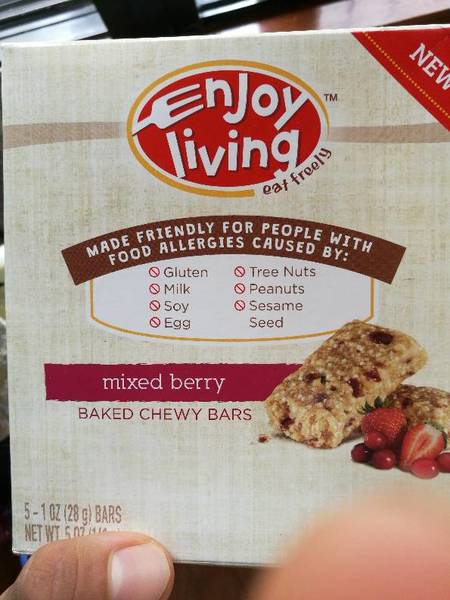 enjoy
living
™
eat freely
NEW
MADE FRIENDLY FOR PEOPLE WITH
FOOD ALLERGIES CAUSED BY:
Gluten
Milk
Soy
Egg
Tree Nuts
Peanuts
Sesame
Seed
mixed berry
BAKED CHEWY BARS
5 - 1 OZ (28 g) BARS
NET WT 5 OZ